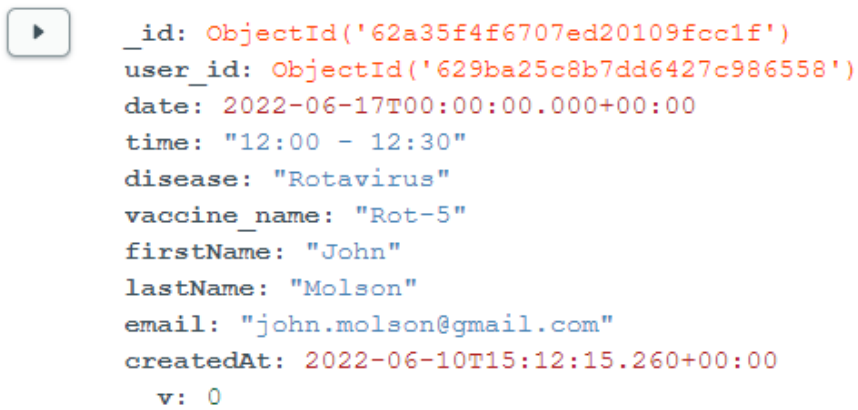 _id: ObjectId('62a35f4f6707ed20109fcc1f')
user_id: ObjectId('629ba25c8b7dd6427c986558')
date: 2022-06-17T00:00:00.000+00:00
time: "12:00 - 12:30"
disease: "Rotavirus"
vaccine_name: "Rot-5"
firstName: "John"
lastName: "Molson"
email: "john.molson@gmail.com"
createdAt: 2022-06-10T15:12:15.260+00:00
v: 0